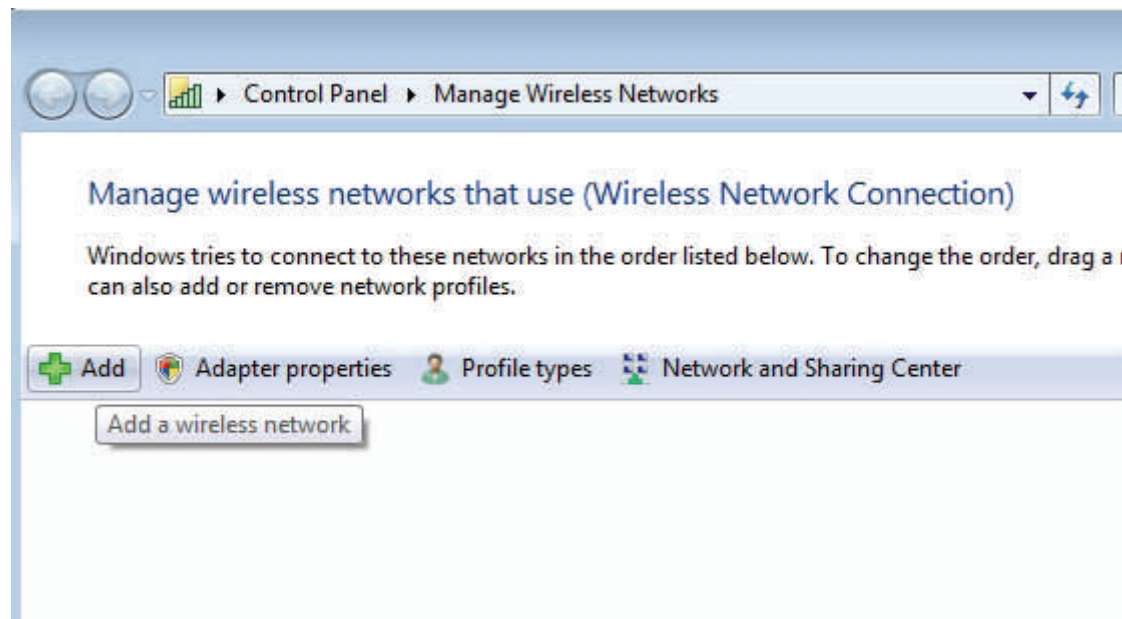 Control Panel Manage Wireless Networks
Manage wireless networks that use (Wireless Network Connection)
Windows tries to connect to these networks in the order listed below. To change the order, drag a
can also add or remove network profiles.
Add Adapter properties Profile types Network and Sharing Center
Add a wireless network